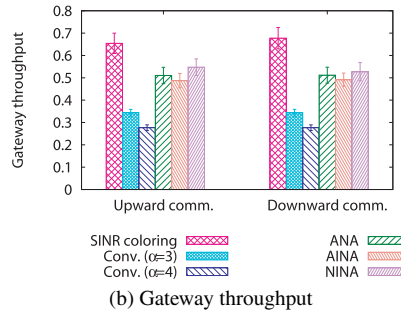 0.8
0.7
0.6
0.5
0.4
0.3
0.2
0.1
0
Gateway throughput
Upward comm. Downward comm.
SINR coloring ANA
Conv. (α=3) AINA
Conv. (α=4) NINA
(b) Gateway throughput